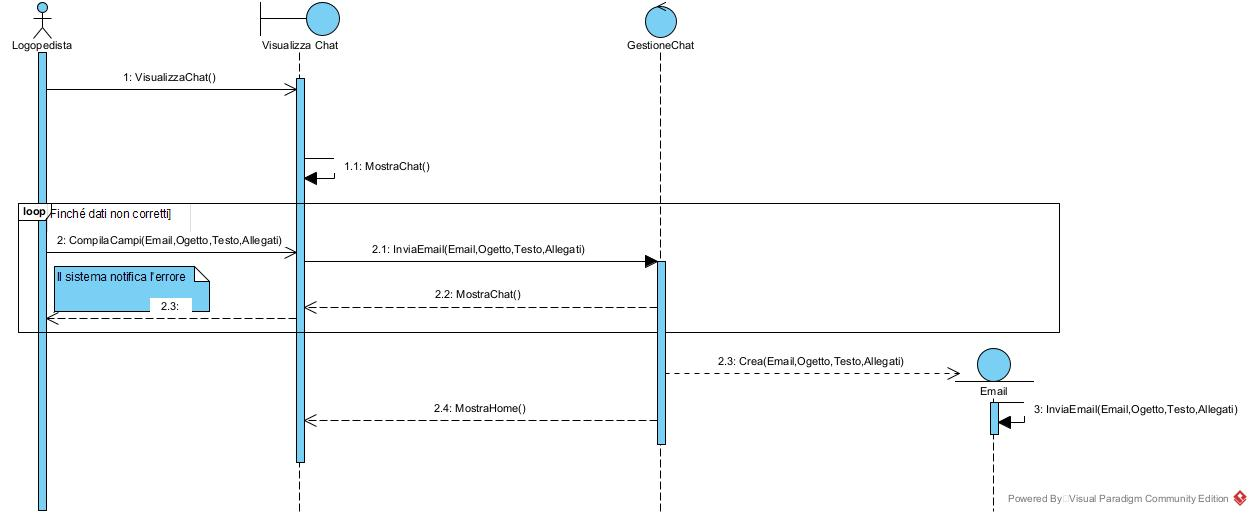 Logopedista
Visualizza Chat
GestioneChat
1: VisualizzaChat()
1.1: MostraChat()
loop
Finché dati non corretti]
2: CompilaCampi(Email,Ogetto,Testo,Allegati)
2.1: InviaEmail(Email,Ogetto,Testo,Allegati)
Il sistema notifica l'errore
2.2: MostraChat()
2.3:
2.3: Crea(Email,Ogetto,Testo,Allegati)
Email
2.4: MostraHome()
3: InviaEmail(Email,Ogetto,Testo,Allegati)
Powered By Visual Paradigm Community Edition